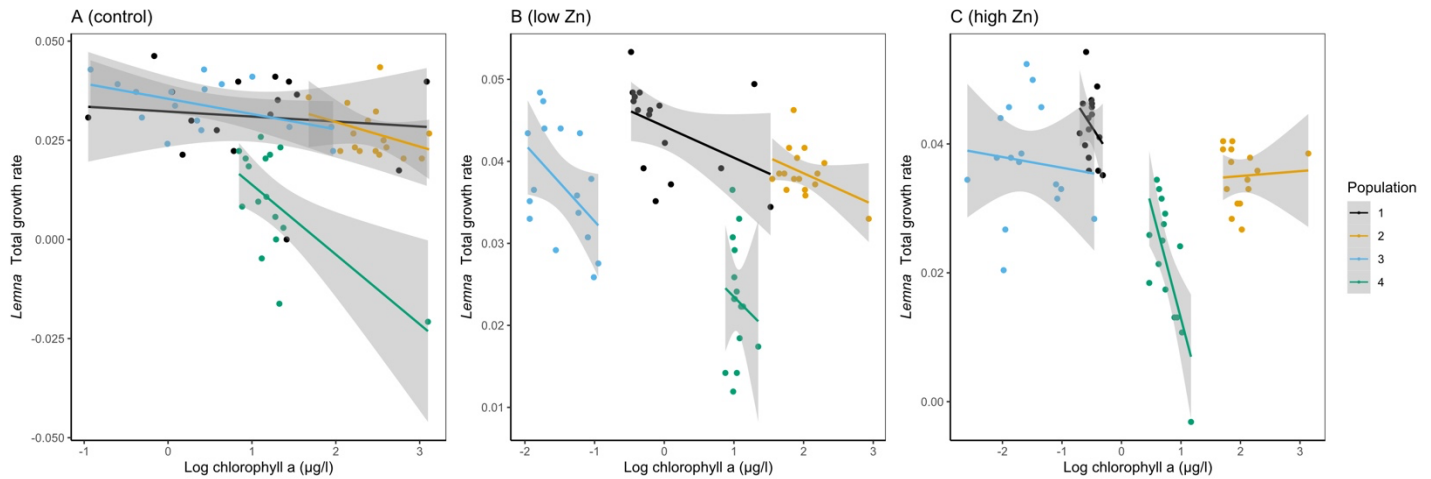 A (control)
0.050
0.025
0.000
-0.025
-0.050
-1 0 1 2 3
Log chlorophyll a (µg/l)
Lemna Total growth rate
B (low Zn)
0.05
0.04
0.03
0.02
0.01
-2 -1 0 1 2 3
Log chlorophyll a (µg/l)
Lemna Total growth rate
C (high Zn)
0.04
0.02
0.00
-2 -1 0 1 2 3
Log chlorophyll a (µg/l)
Lemna Total growth rate
Population
1
2
3
4